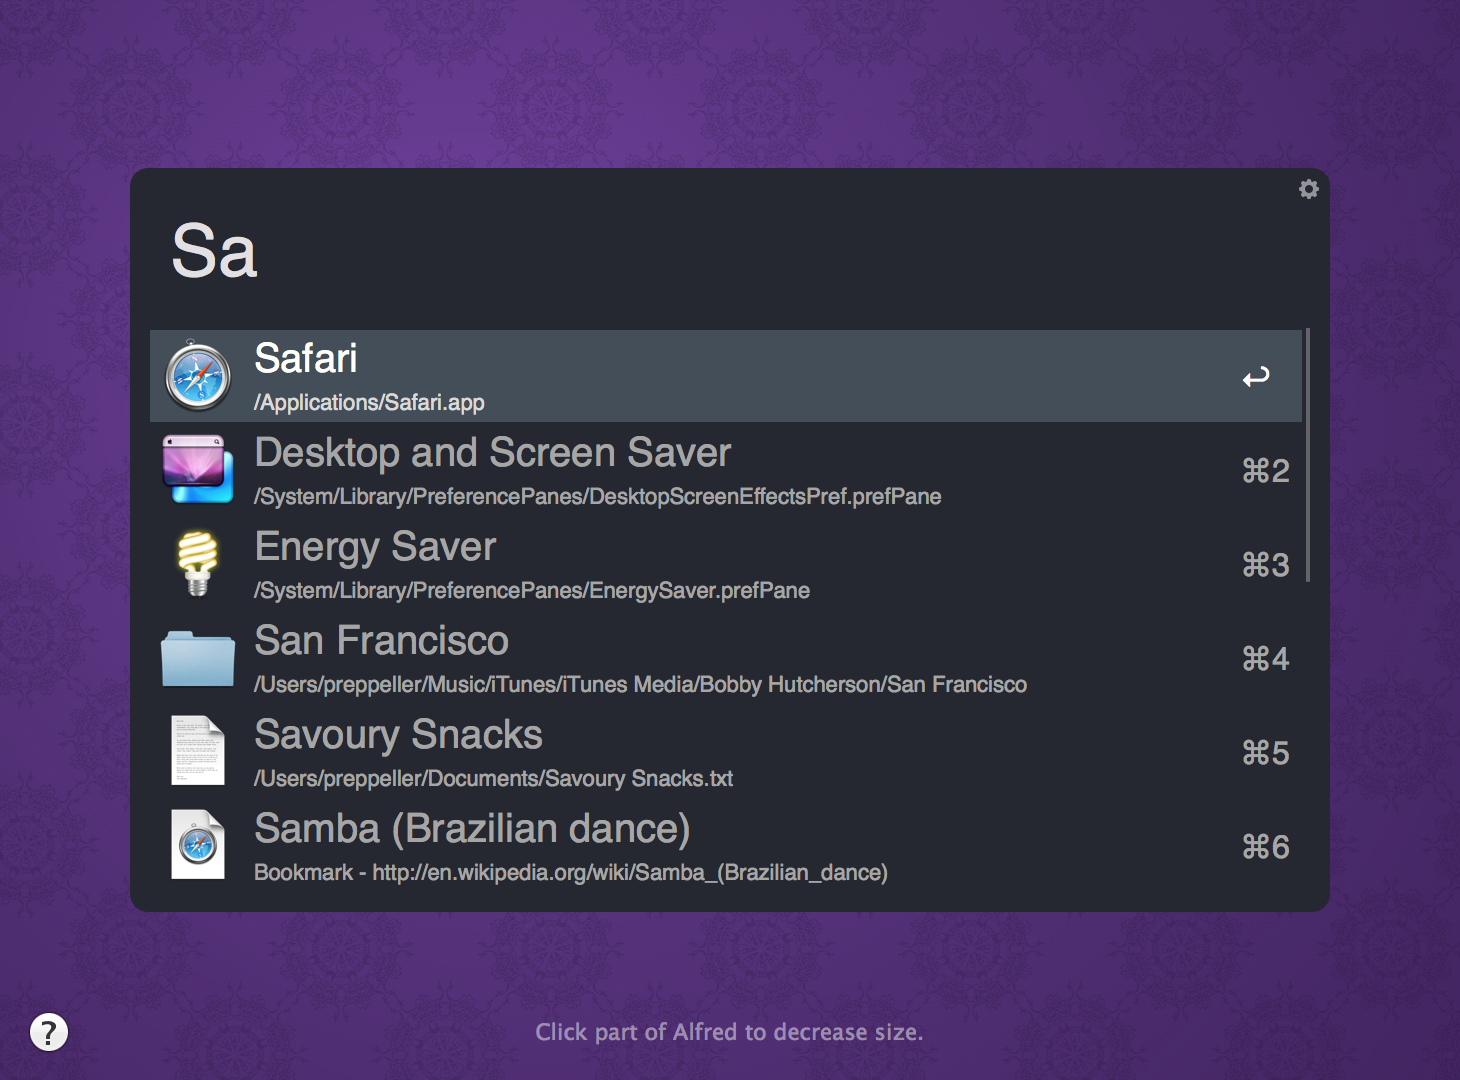 Sa
Safari
/Applications/Safari.app
↩
Desktop and Screen Saver
/System/Library/PreferencePanes/DesktopScreenEffectsPref.prefPane
⌘2
Energy Saver
/System/Library/PreferencePanes/EnergySaver.prefPane
⌘3
San Francisco
/Users/preppeller/Music/iTunes/iTunes Media/Bobby Hutcherson/San Francisco
⌘4
Savoury Snacks
/Users/preppeller/Documents/Savoury Snacks.txt
⌘5
Samba (Brazilian dance)
Bookmark - http://en.wikipedia.org/wiki/Samba_(Brazilian_dance)
⌘6
?
Click part of Alfred to decrease size.